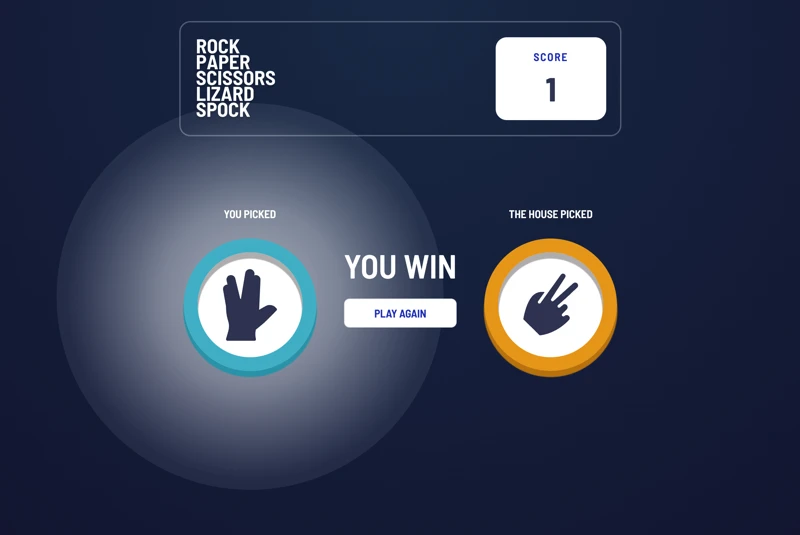 ROCK
PAPER
SCISSORS
LIZARD
SPOCK
SCORE
1
YOU PICKED
THE HOUSE PICKED
YOU WIN
PLAY AGAIN